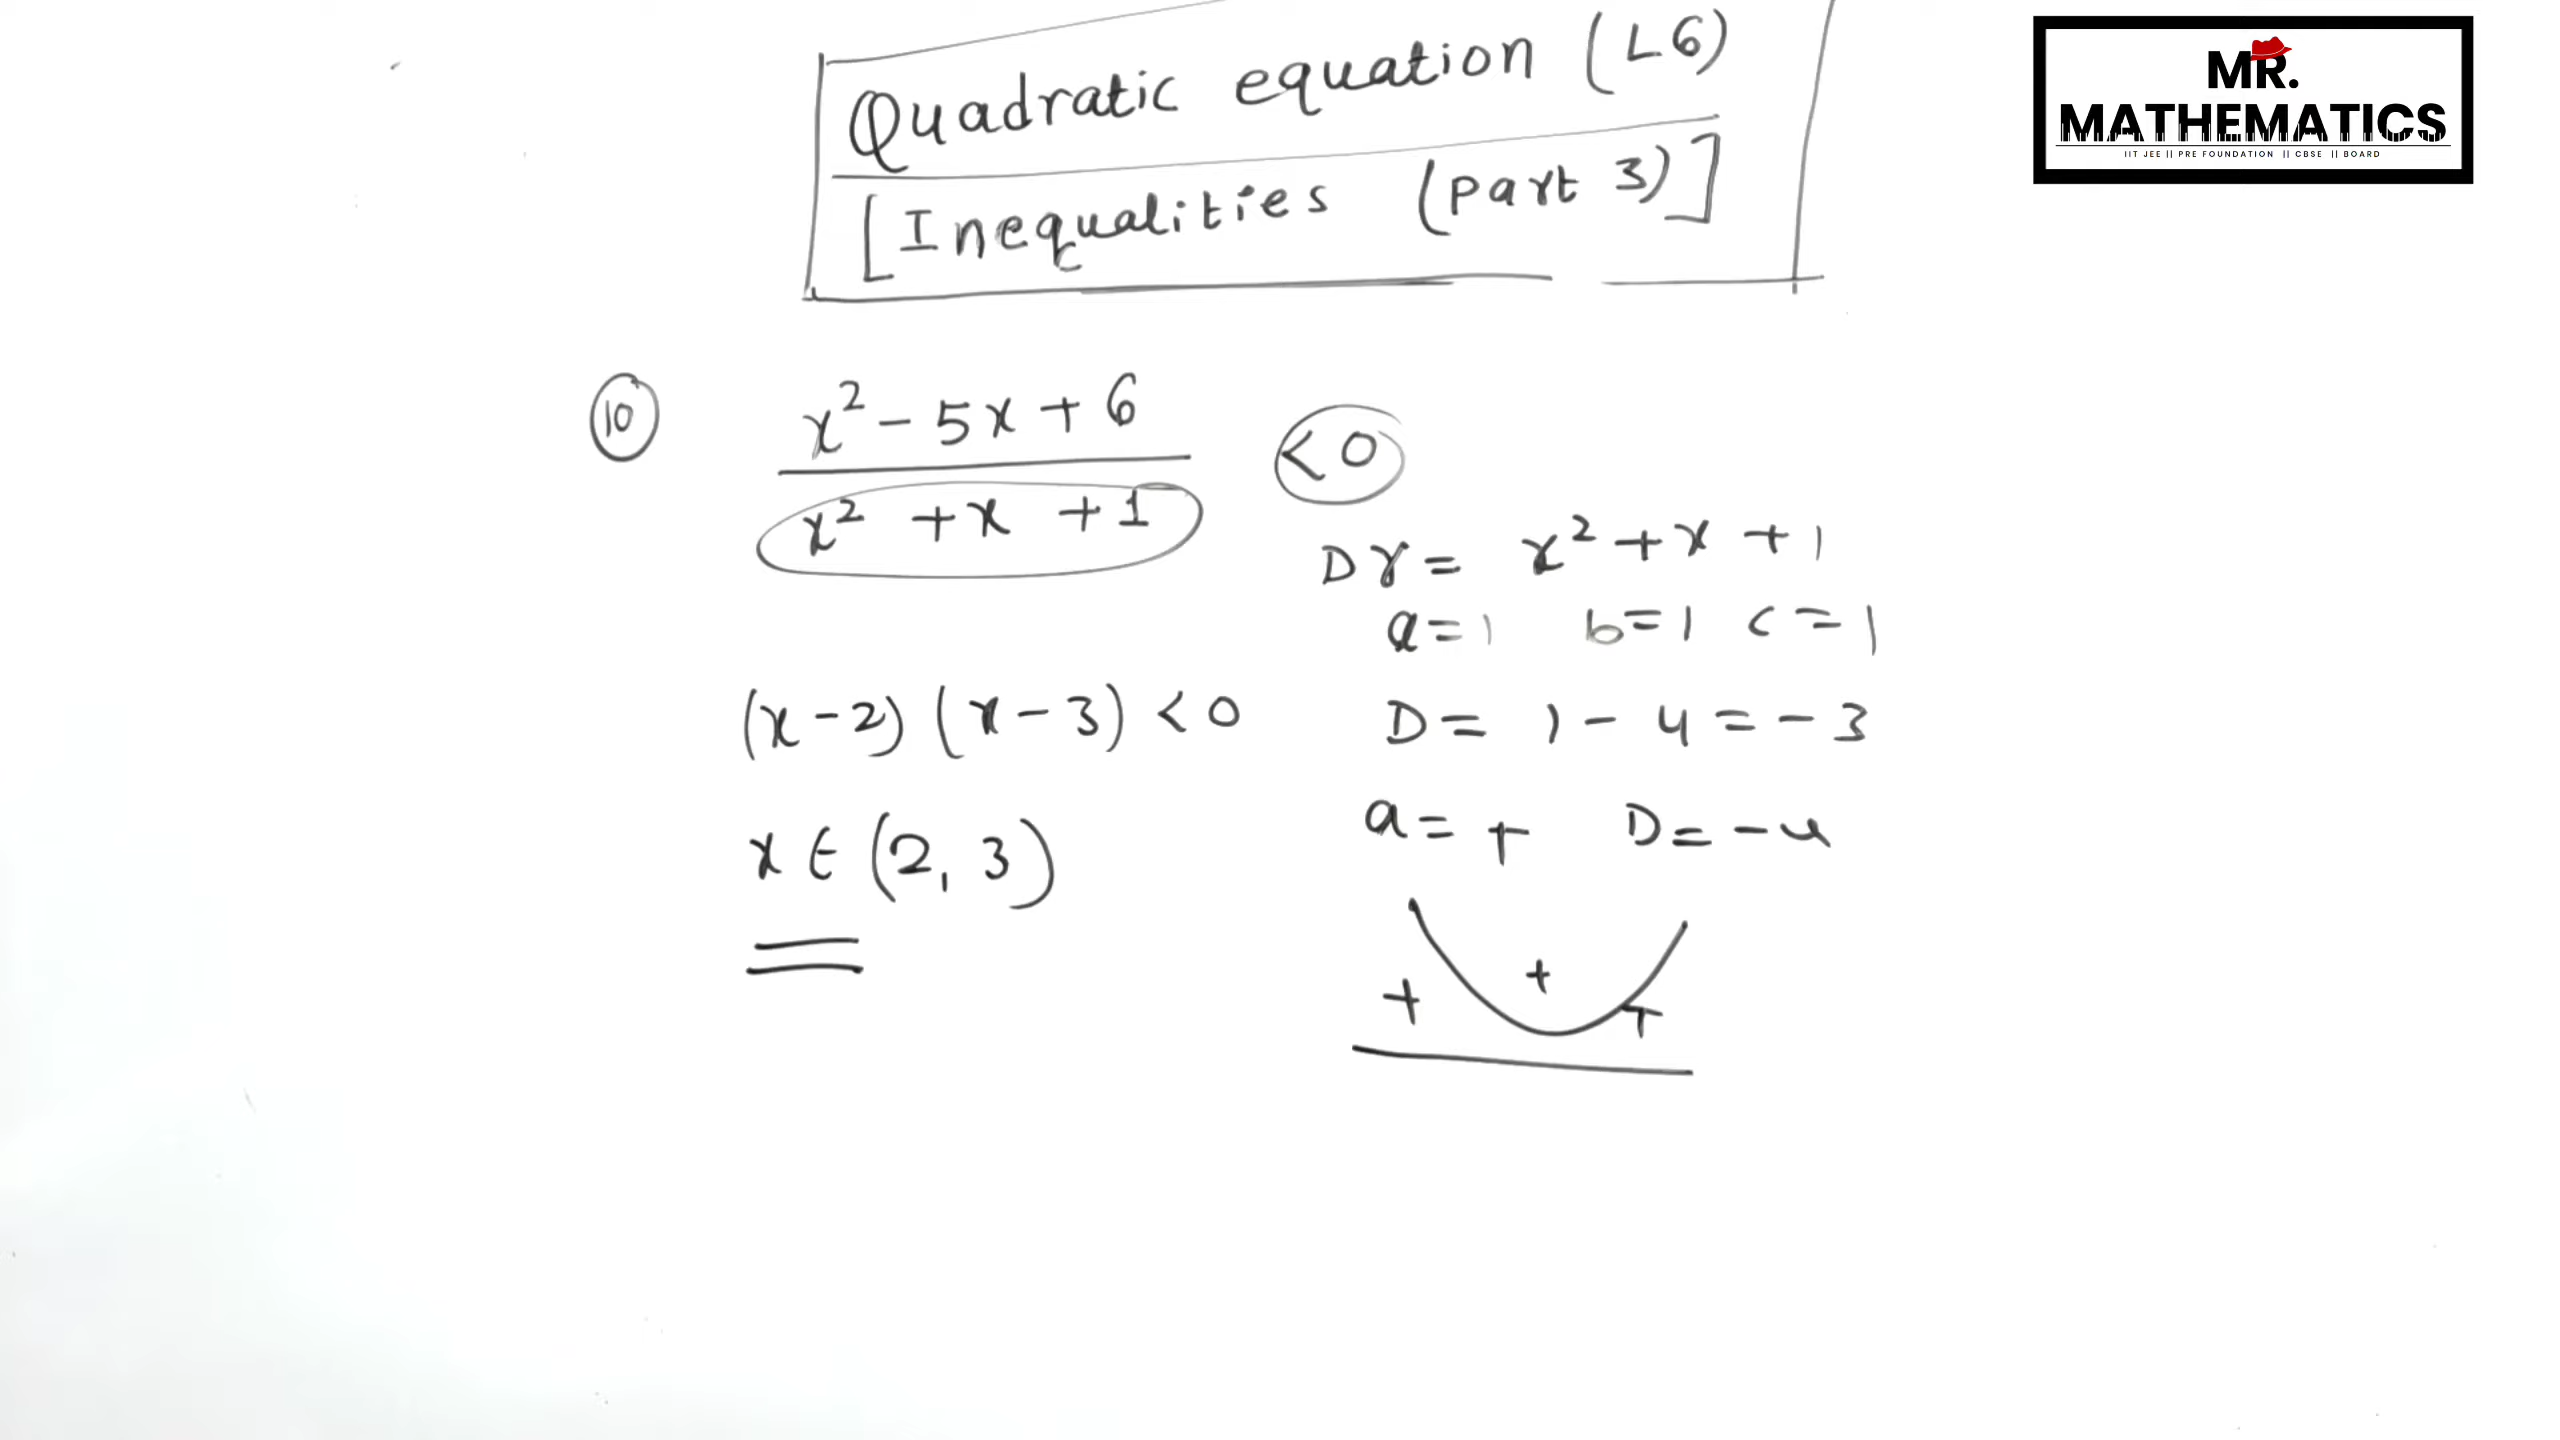 Quadratic equation (L6)
[Inequalities (part 3)]
MR.
MATHEMATICS
IIT JEE || PRE FOUNDATION || CBSE || BOARD
10
x² - 5x + 6
< 0
x² + x + 1
Dr = x² + x + 1
a = 1 b = 1 c = 1
(x - 2) (x - 3) < 0
D = 1 - 4 = - 3
x ∈ (2, 3)
a = + D = -u
+ + +